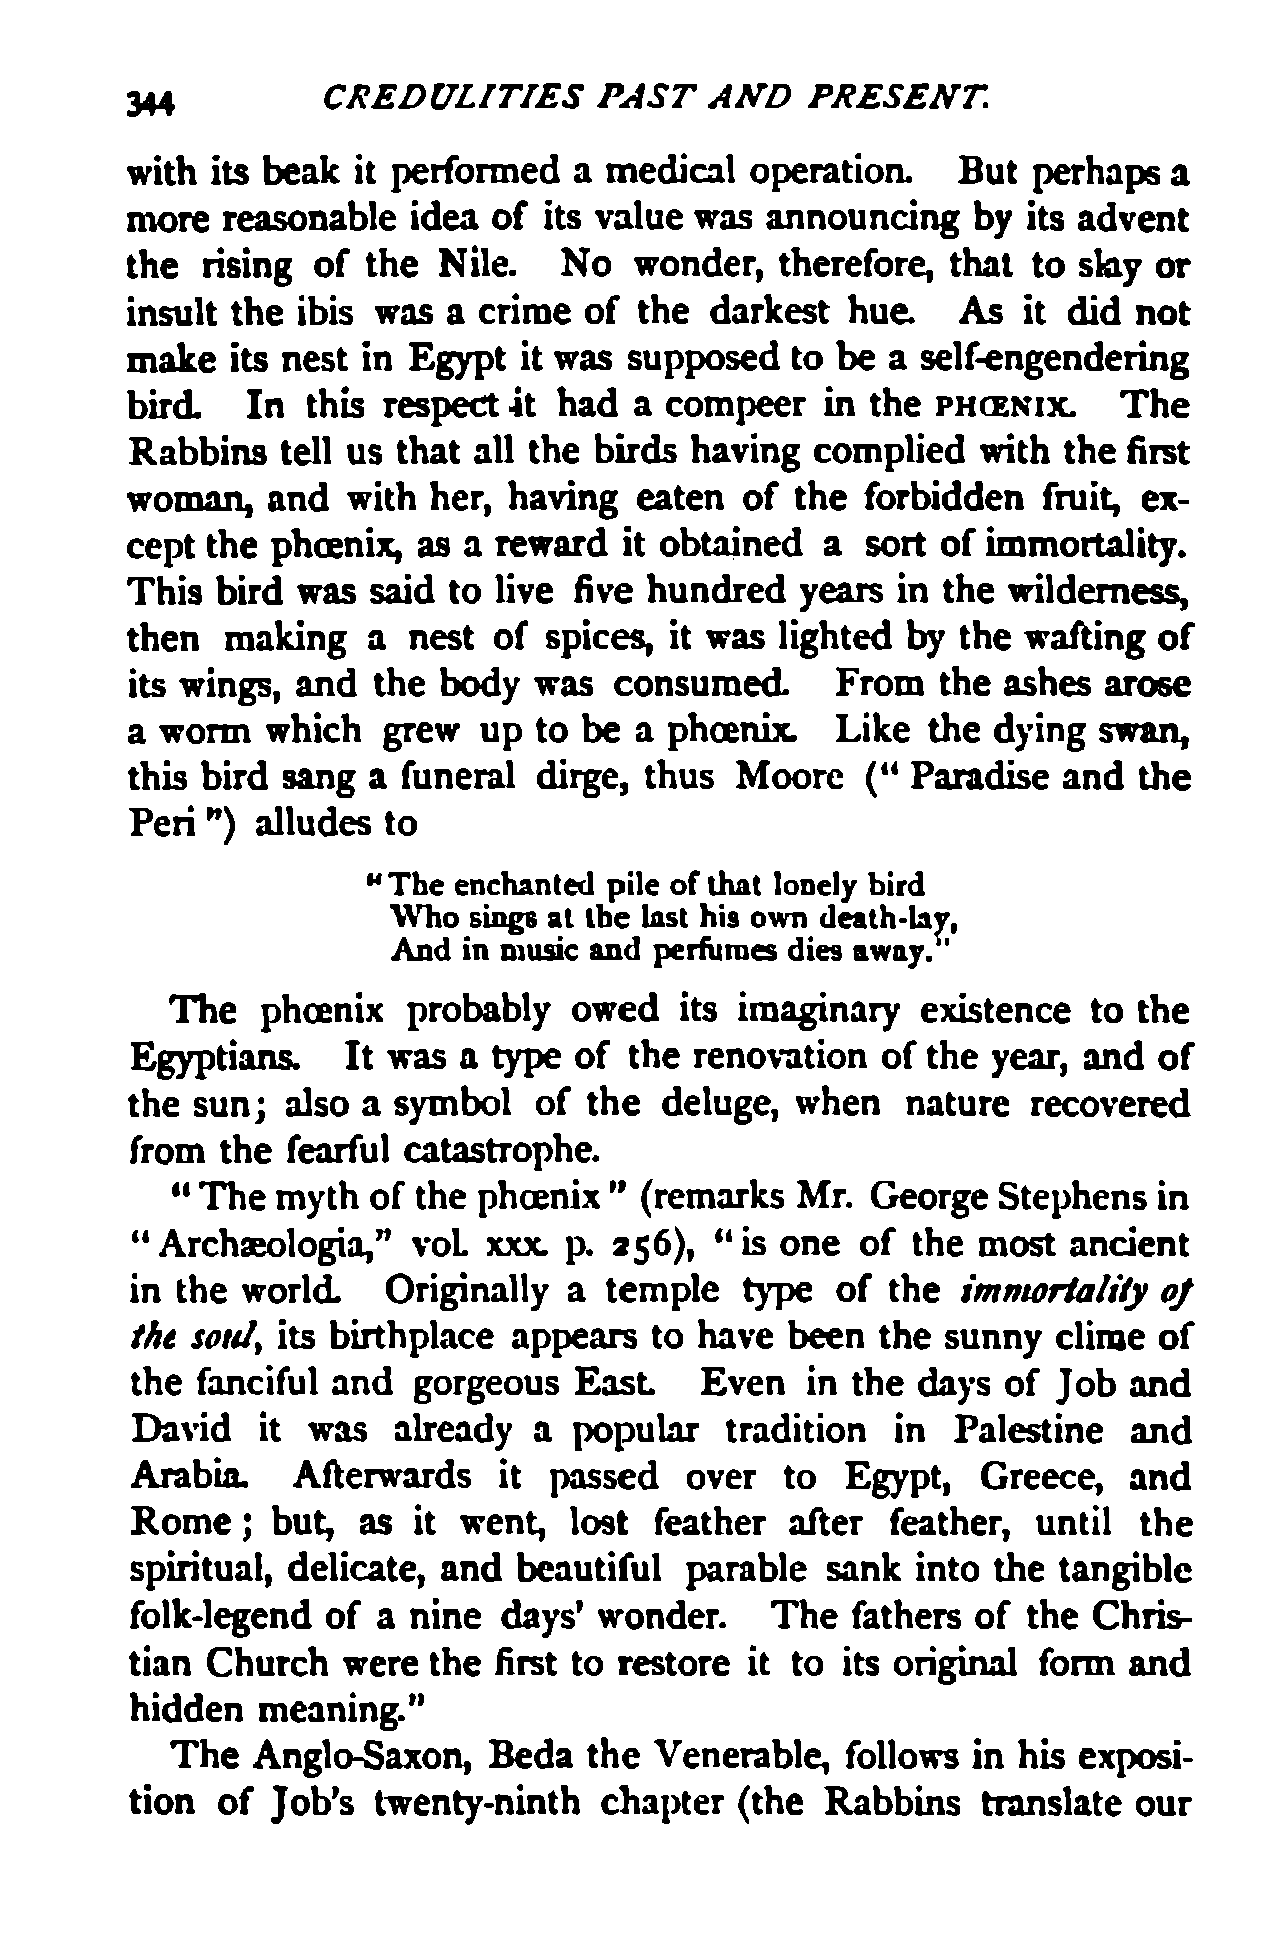 344 CREDULITIES PAST AND PRESENT.
with its beak it performed a medical operation. But perhaps a
more reasonable idea of its value was announcing by its advent
the rising of the Nile. No wonder, therefore, that to slay or
insult the ibis was a crime of the darkest hue. As it did not
make its nest in Egypt it was supposed to be a self-engendering
bird. In this respect it had a compeer in the PHŒNIX. The
Rabbins tell us that all the birds having complied with the first
woman, and with her, having eaten of the forbidden fruit, ex-
cept the phœnix, as a reward it obtained a sort of immortality.
This bird was said to live five hundred years in the wilderness,
then making a nest of spices, it was lighted by the wafting of
its wings, and the body was consumed. From the ashes arose
a worm which grew up to be a phœnix. Like the dying swan,
this bird sang a funeral dirge, thus Moore (" Paradise and the
Peri ") alludes to
"The enchanted pile of that lonely bird
Who sings at the last his own death-lay,
And in music and perfumes dies away."
The phœnix probably owed its imaginary existence to the
Egyptians. It was a type of the renovation of the year, and of
the sun; also a symbol of the deluge, when nature recovered
from the fearful catastrophe.
" The myth of the phœnix " (remarks Mr. George Stephens in
" Archæologia," vol. xxx. p. 256), " is one of the most ancient
in the world. Originally a temple type of the immortality of
the soul, its birthplace appears to have been the sunny clime of
the fanciful and gorgeous East. Even in the days of Job and
David it was already a popular tradition in Palestine and
Arabia. Afterwards it passed over to Egypt, Greece, and
Rome; but, as it went, lost feather after feather, until the
spiritual, delicate, and beautiful parable sank into the tangible
folk-legend of a nine days' wonder. The fathers of the Chris-
tian Church were the first to restore it to its original form and
hidden meaning."
The Anglo-Saxon, Beda the Venerable, follows in his exposi-
tion of Job's twenty-ninth chapter (the Rabbins translate our